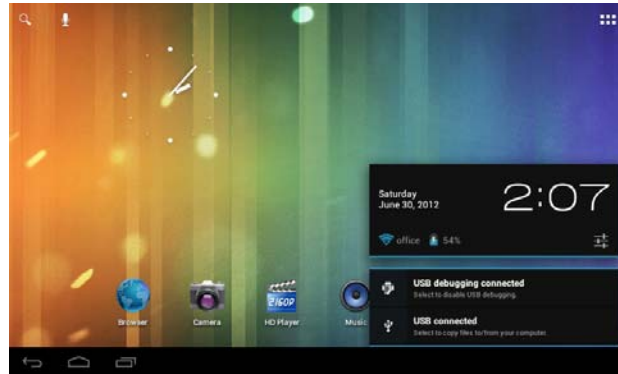 Saturday
June 30, 2012
2:07
office 54%
USB debugging connected
Select to disable USB debugging.
USB connected
Select to copy files to/from your computer.
2160P
Browser
Camera
HD Player
Music